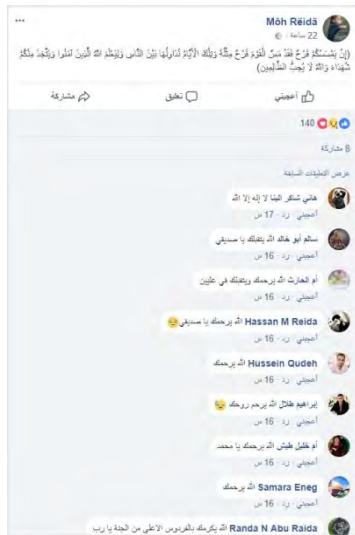 Môh Rëidā
22 ساعة
(إِنْ يَمْسَسْكُمْ قَرْحٌ فَقَدْ مَسَّ الْقَوْمَ قَرْحٌ مِثْلُهُ وَتِلْكَ الْأَيَّامُ نُدَاوِلُهَا بَيْنَ النَّاسِ وَلِيَعْلَمَ اللَّهُ الَّذِينَ آمَنُوا وَيَتَّخِذَ مِنْكُمْ
شُهَدَاءَ وَاللَّهُ لَا يُحِبُّ الظَّالِمِين)
أعجبني تعليق مشاركة
140
8 مشاركة
عرض التعليقات السابقة
هاني شاكر البنا لا إله إلا الله
أعجبني · رد · 17 س
سالم أبو خالد الله يتقبلك يا صديقي
أعجبني · رد · 16 س
أم الحارث الله يرحمك ويتقبلك في عليين
أعجبني · رد · 16 س
Hassan M Reida الله يرحمك يا صديقي
أعجبني · رد · 16 س
Hussein Qudeh الله يرحمك
أعجبني · رد · 16 س
إبراهيم طلال الله يرحم روحك
أعجبني · رد · 16 س
أم خليل طبش الله يرحمك يا محمد
أعجبني · رد · 16 س
Samara Eneg الله يرحمك
أعجبني · رد · 16 س
Randa N Abu Raida الله يكرمك بالفردوس الاعلي من الجنة يا رب